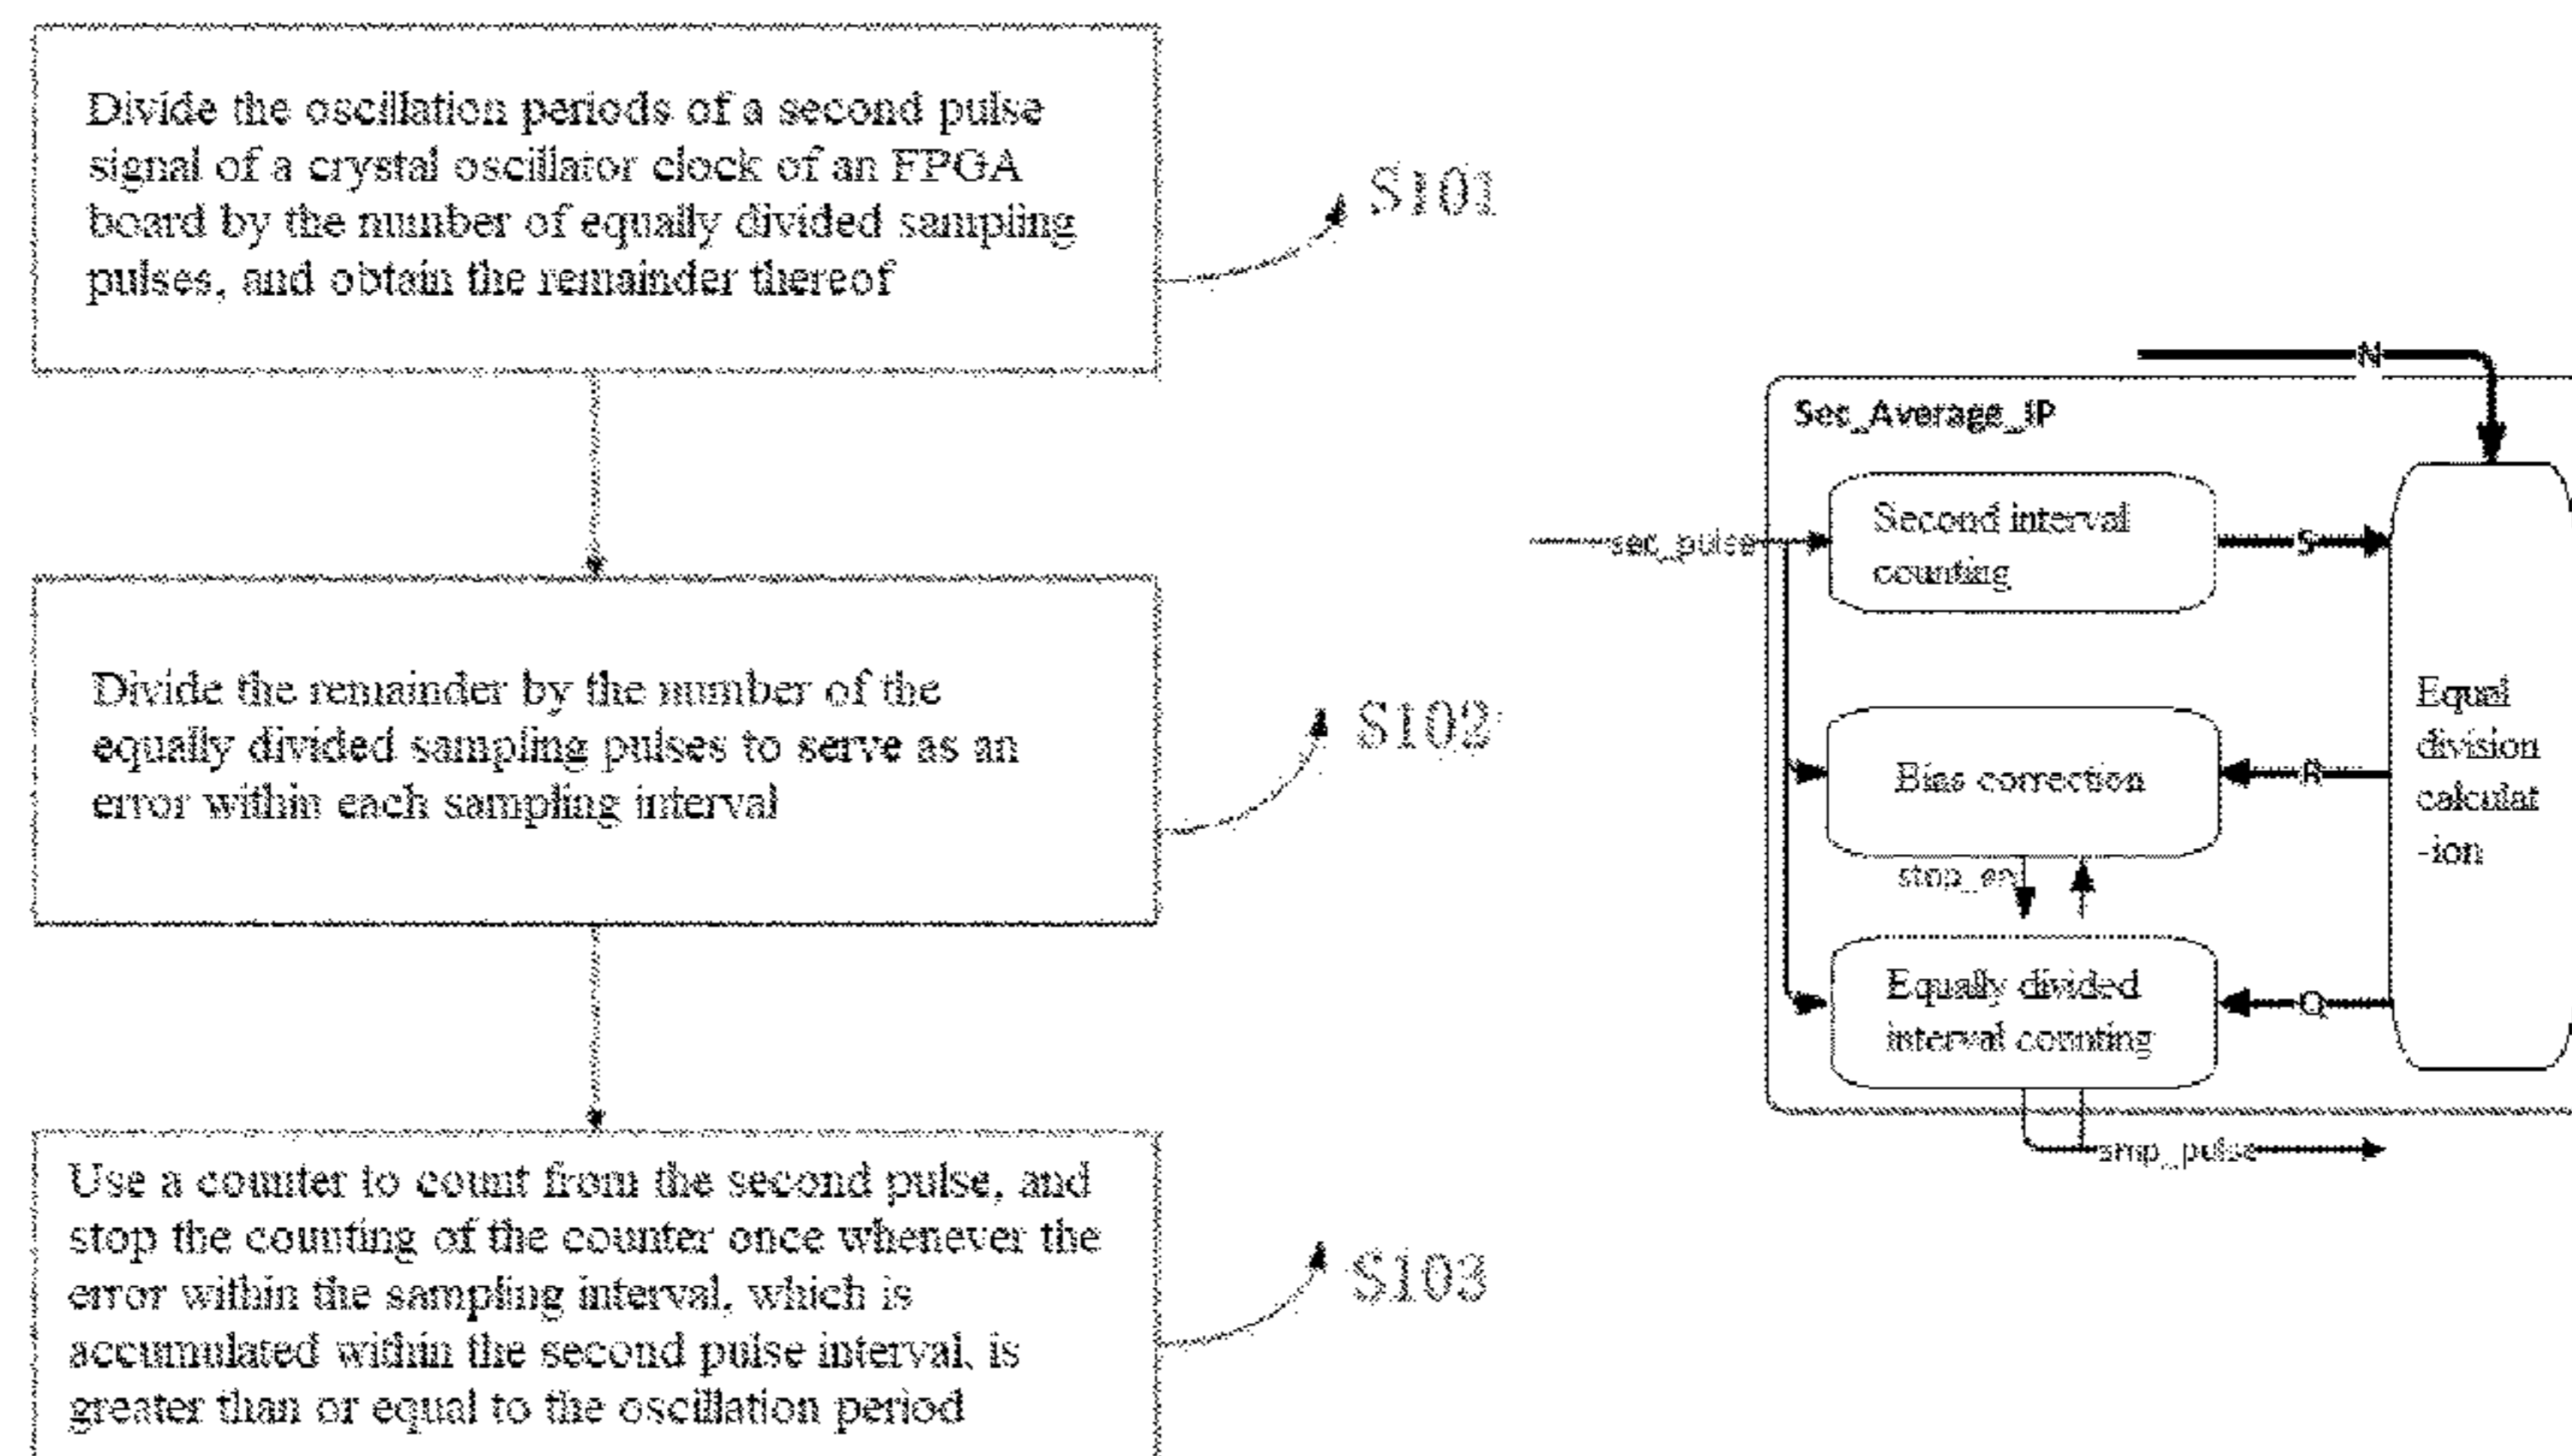 Divide the oscillation periods of a second pulse
signal of a crystal oscillator clock of an FPGA
board by the number of equally divided sampling
pulses, and obtain the remainder thereof
S101
Divide the remainder by the number of the
equally divided sampling pulses to serve as an
error within each sampling interval
S102
Use a counter to count from the second pulse, and
stop the counting of the counter once whenever the
error within the sampling interval, which is
accumulated within the second pulse interval, is
greater than or equal to the oscillation period
S103
N
Sec_Average_IP
sec_pulse
Second interval
counting
S
Bias correction
R
stop_en
Equally divided
interval counting
Q
Equal
division
calculat
-ion
smp_pulse